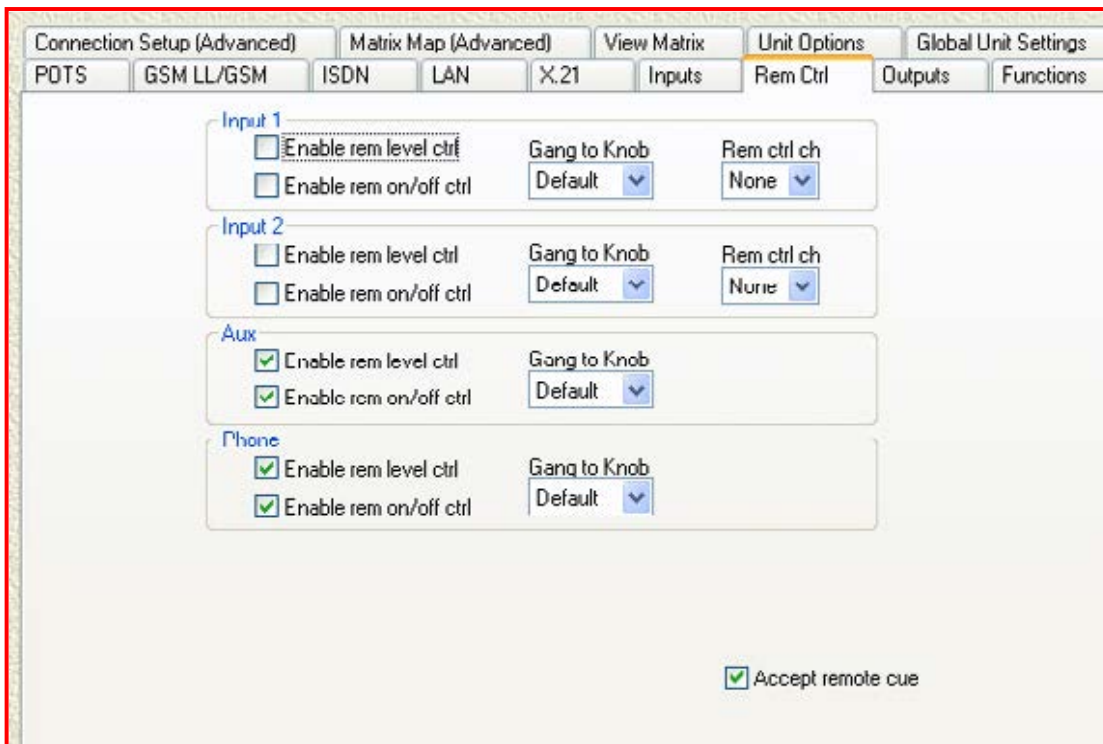 Connection Setup (Advanced) Matrix Map (Advanced) View Matrix Unit Options Global Unit Settings
POTS GSM LL/GSM ISDN LAN X.21 Inputs Rem Ctrl Outputs Functions
Input 1
Enable rem level ctrl Gang to Knob Rem ctrl ch
Enable rem on/off ctrl Default None
Input 2
Enable rem level ctrl Gang to Knob Rem ctrl ch
Enable rem on/off ctrl Default None
Aux
Enable rem level ctrl Gang to Knob
Enable rem on/off ctrl Default
Phone
Enable rem level ctrl Gang to Knob
Enable rem on/off ctrl Default
Accept remote cue